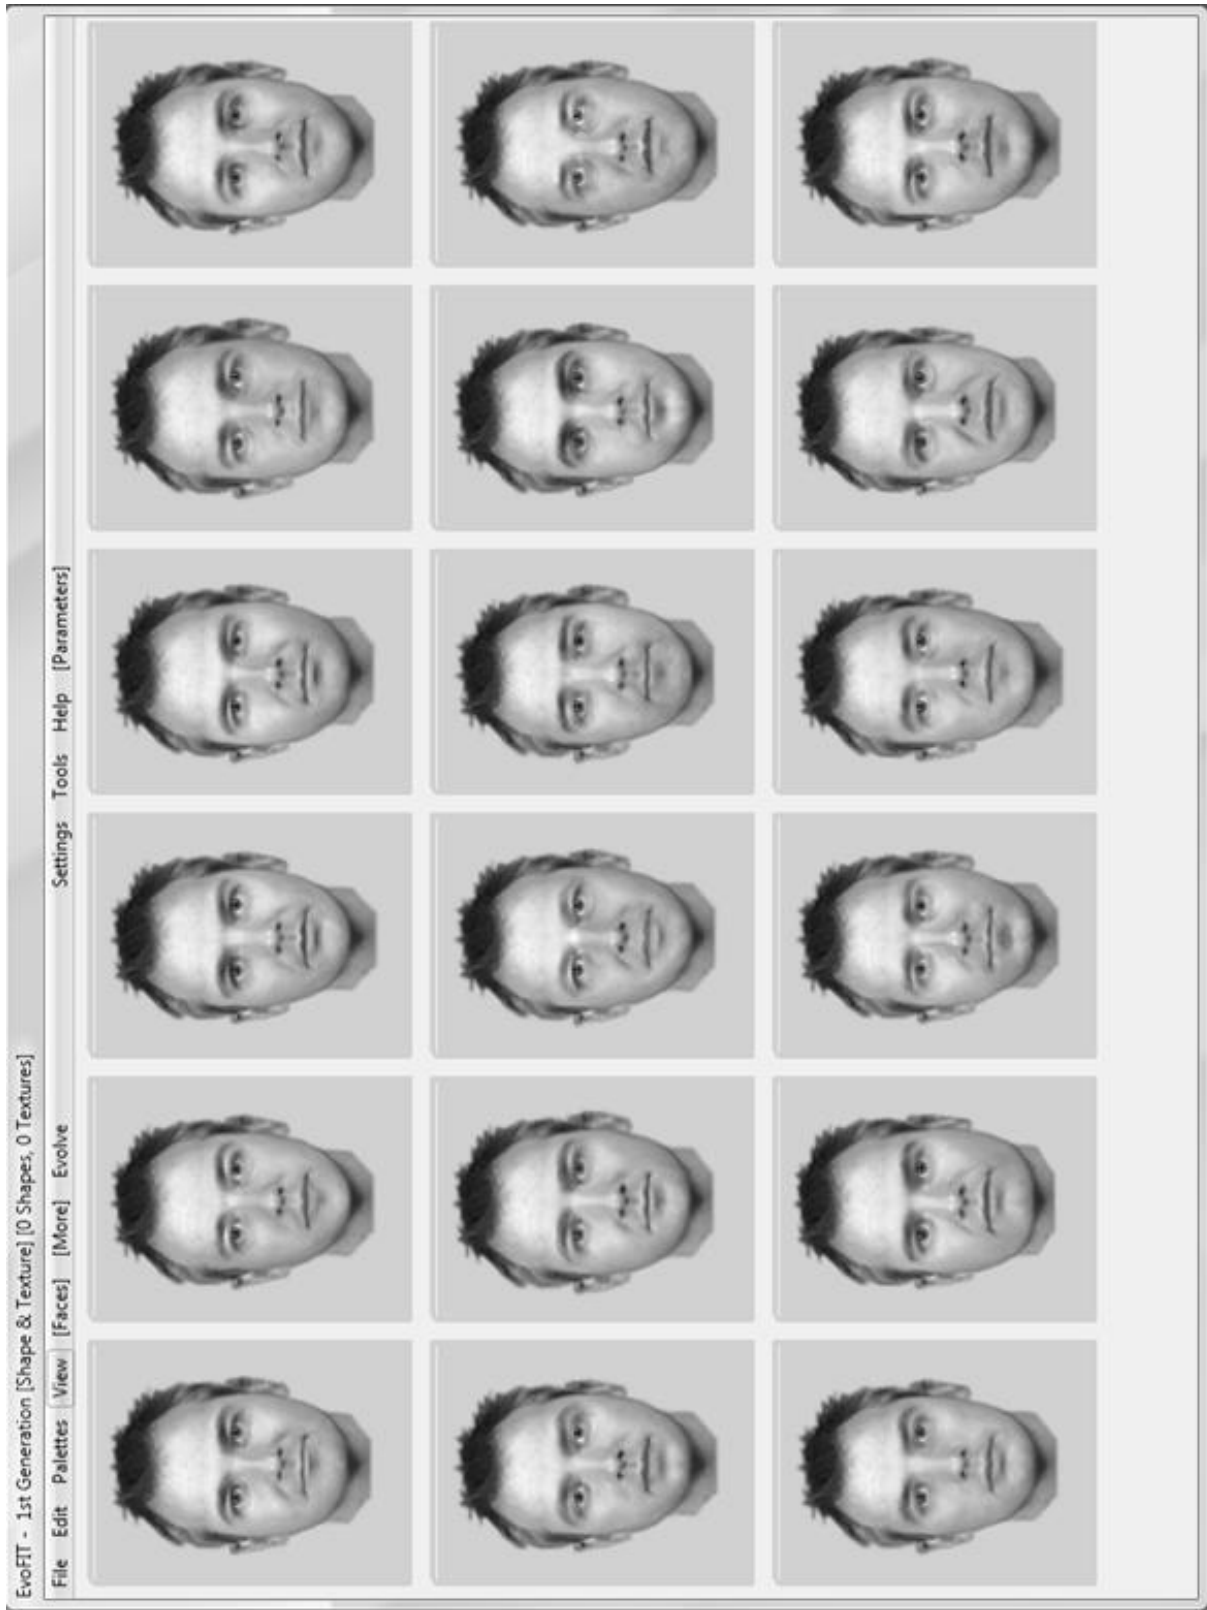 EvoFIT - 1st Generation [Shape & Texture] [0 Shapes, 0 Textures]
File Edit Palettes View [Faces] [More] Evolve Settings Tools Help [Parameters]